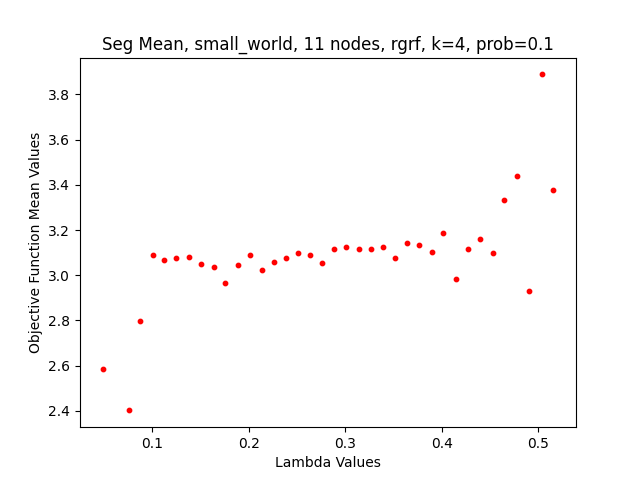 Seg Mean, small_world, 11 nodes, rgrf, k=4, prob=0.1
Objective Function Mean Values
3.8
3.6
3.4
3.2
3.0
2.8
2.6
2.4
0.1 0.2 0.3 0.4 0.5
Lambda Values